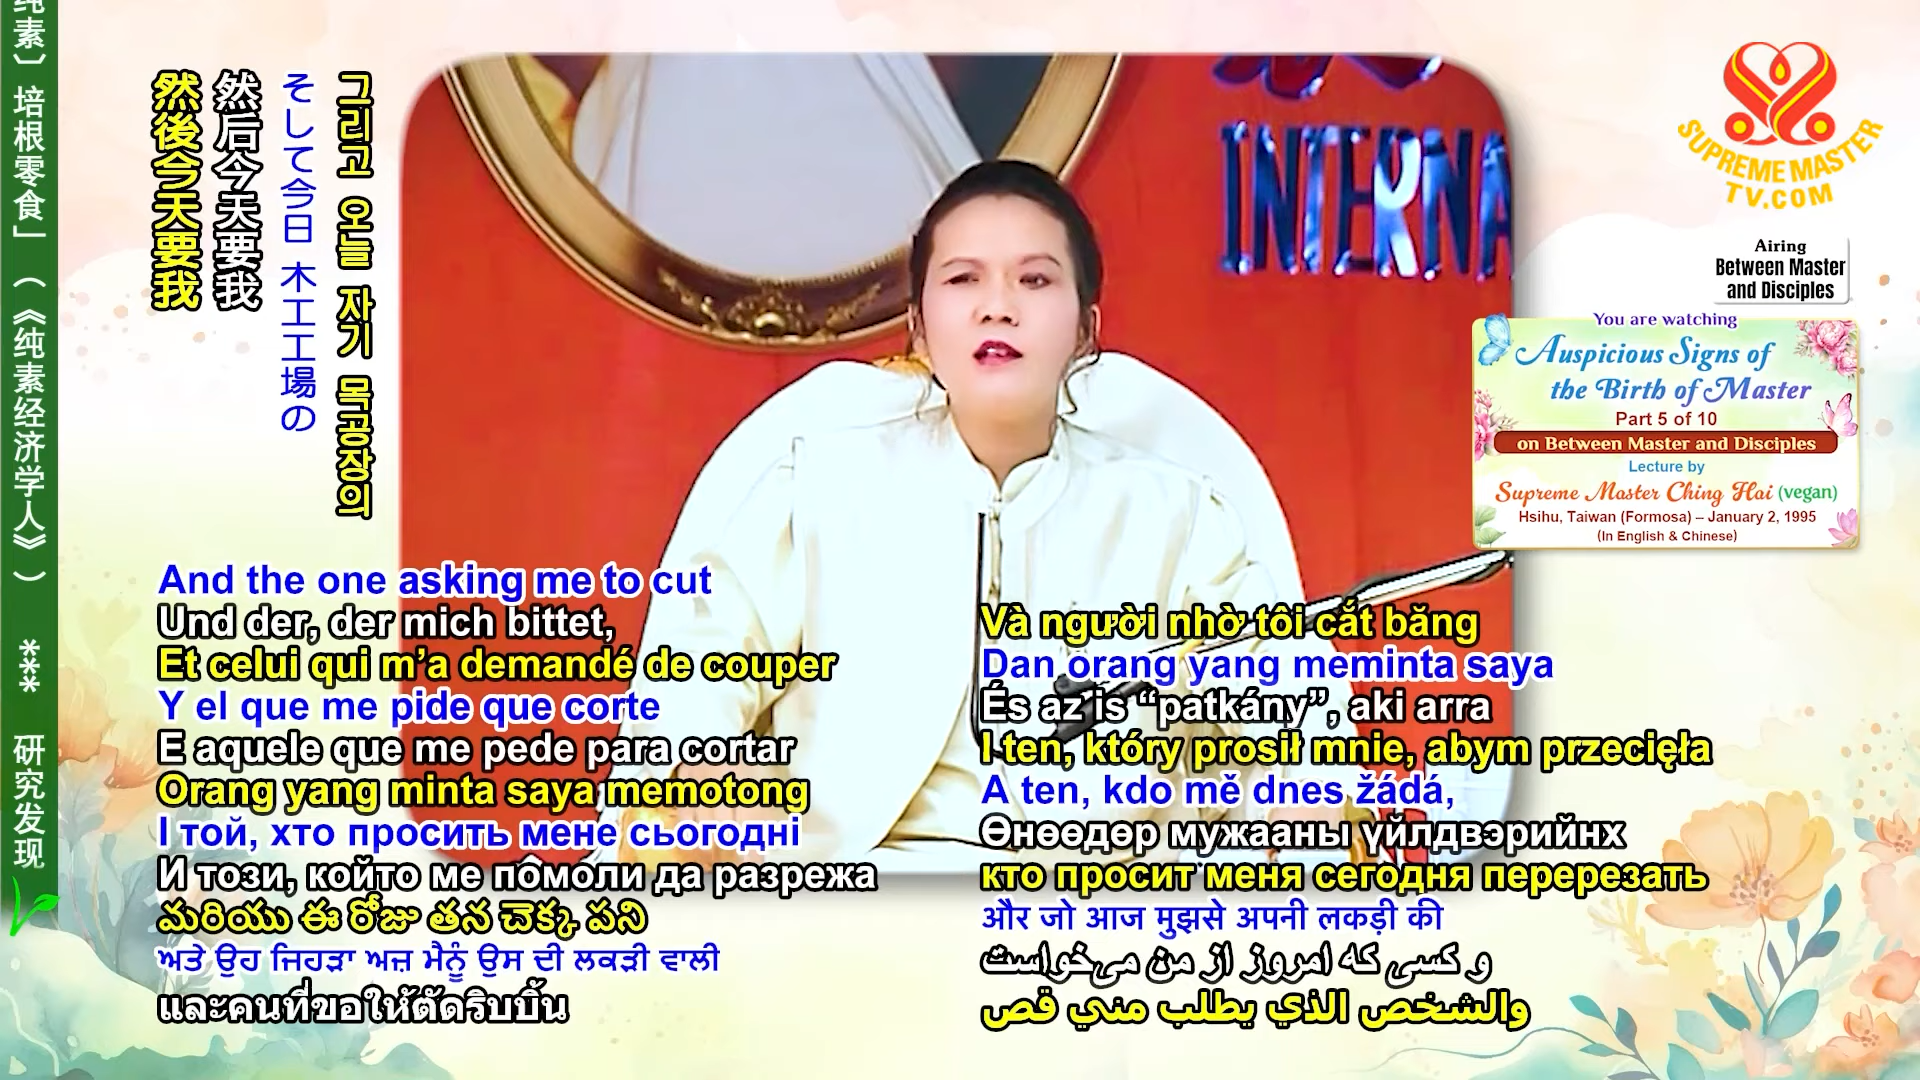 纯素）培根零食」（《纯素经济学人》） *** 研究发现
然後今天要我
然后今天要我
そして今日 木工工場の
그리고 오늘 자기 목공장의
INTERNA
SUPREME MASTER
TV.COM
Airing
Between Master
and Disciples
You are watching
Auspicious Signs of
the Birth of Master
Part 5 of 10
on Between Master and Disciples
Lecture by
Supreme Master Ching Hai (vegan)
Hsihu, Taiwan (Formosa) – January 2, 1995
(In English & Chinese)
And the one asking me to cut
Und der, der mich bittet,
Et celui qui m’a demandé de couper
Y el que me pide que corte
E aquele que me pede para cortar
Orang yang minta saya memotong
І той, хто просить мене сьогодні
И този, който ме помоли да разрежа
మరియు ఈ రోజు తన చెక్క పని
ਅਤੇ ਉਹ ਜਿਹੜਾ ਅਜ਼ ਮੈਨੂੰ ਉਸ ਦੀ ਲਕੜੀ ਵਾਲੀ
และคนที่ขอให้ตัดริบบิ้น
Và người nhờ tôi cắt băng
Dan orang yang meminta saya
És az is “patkány”, aki arra
I ten, który prosił mnie, abym przecięła
A ten, kdo mě dnes žádá,
Өнөөдөр мужааны үйлдвэрийнх
кто просит меня сегодня перерезать
और जो आज मुझसे अपनी लकड़ी की
و کسی که امروز از من می‌خواست
والشخص الذي يطلب مني قص